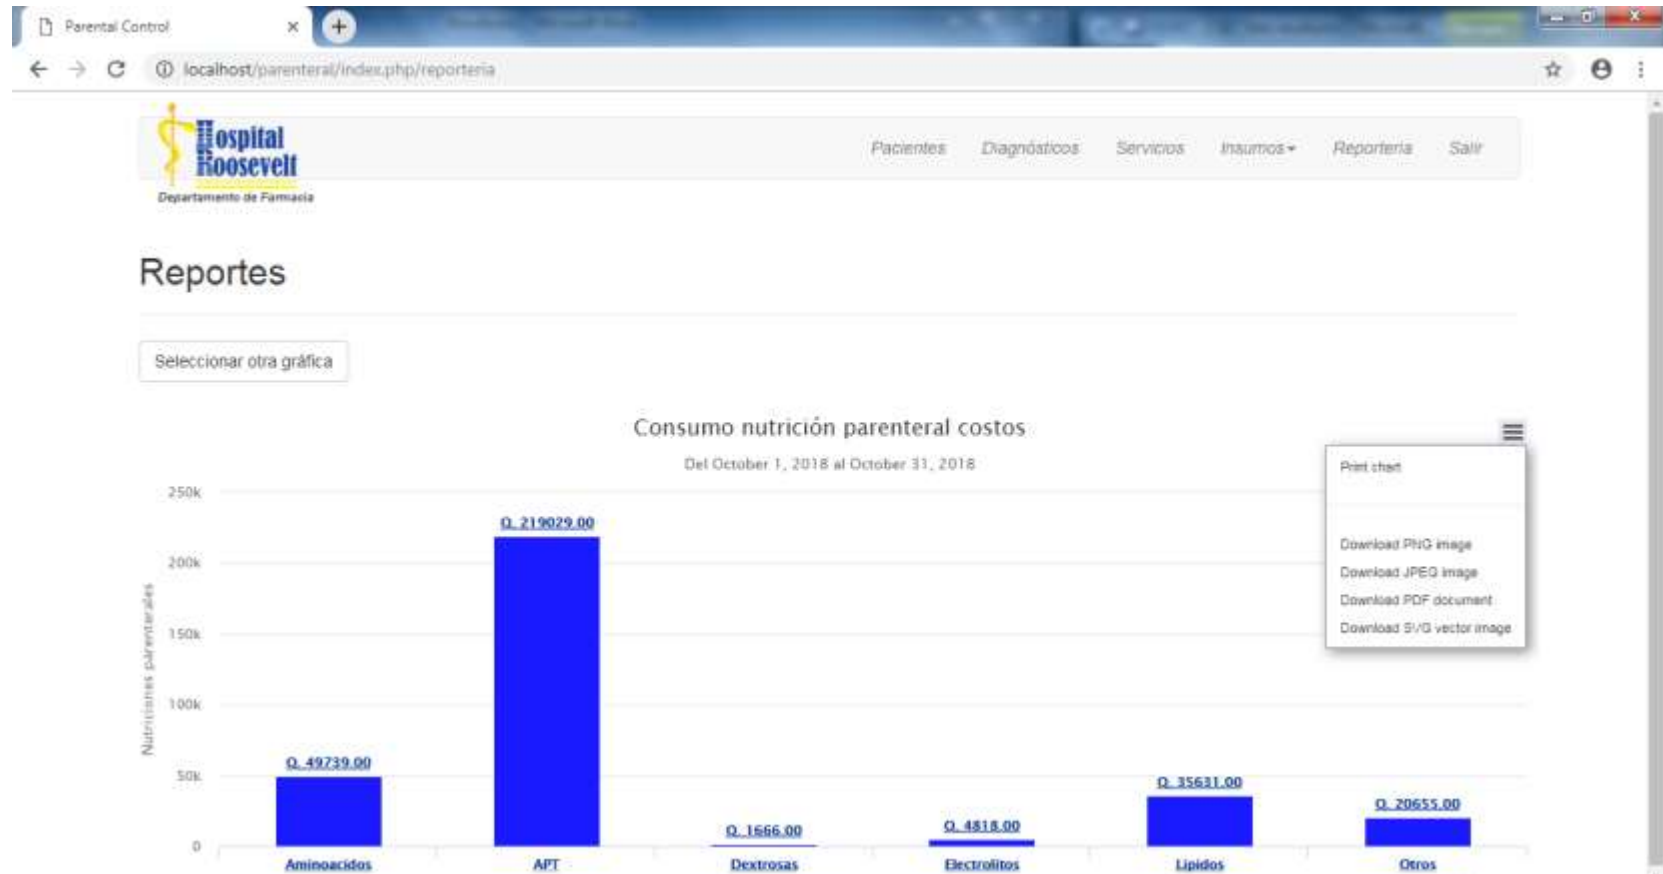 Parental Control
localhost/parenteral/index.php/reporteria
Hospital
Roosevelt
Departamento de Farmacia
Pacientes Diagnósticos Servicios Insumos Reporteria Salir
Reportes
Seleccionar otra gráfica
Consumo nutrición parenteral costos
Del October 1, 2018 al October 31, 2018
Print chart
Download PNG image
Download JPEG image
Download PDF document
Download SVG vector image
Nutriciones parenterales
250k
200k
150k
100k
50k
0
Q. 49739.00
Q. 219029.00
Q. 1666.00
Q. 4818.00
Q. 35631.00
Q. 20655.00
Aminoacidos APT Dextrosas Electrolitos Lipidos Otros